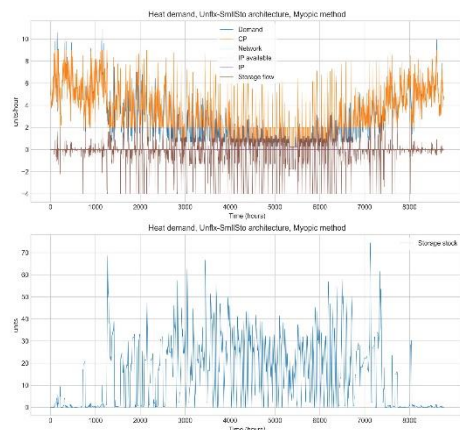 Heat demand, Unflx-SmllSto architecture, Myopic method
Demand
CP
Network
IP available
IP
Storage flow
units/hour
10
8
6
4
2
0
-2
-4
0
1000
2000
3000
4000
5000
6000
7000
8000
Time (hours)
Heat demand, Unflx-SmllSto architecture, Myopic method
Storage stock
units
70
60
50
40
30
20
10
0
0
1000
2000
3000
4000
5000
6000
7000
8000
Time (hours)